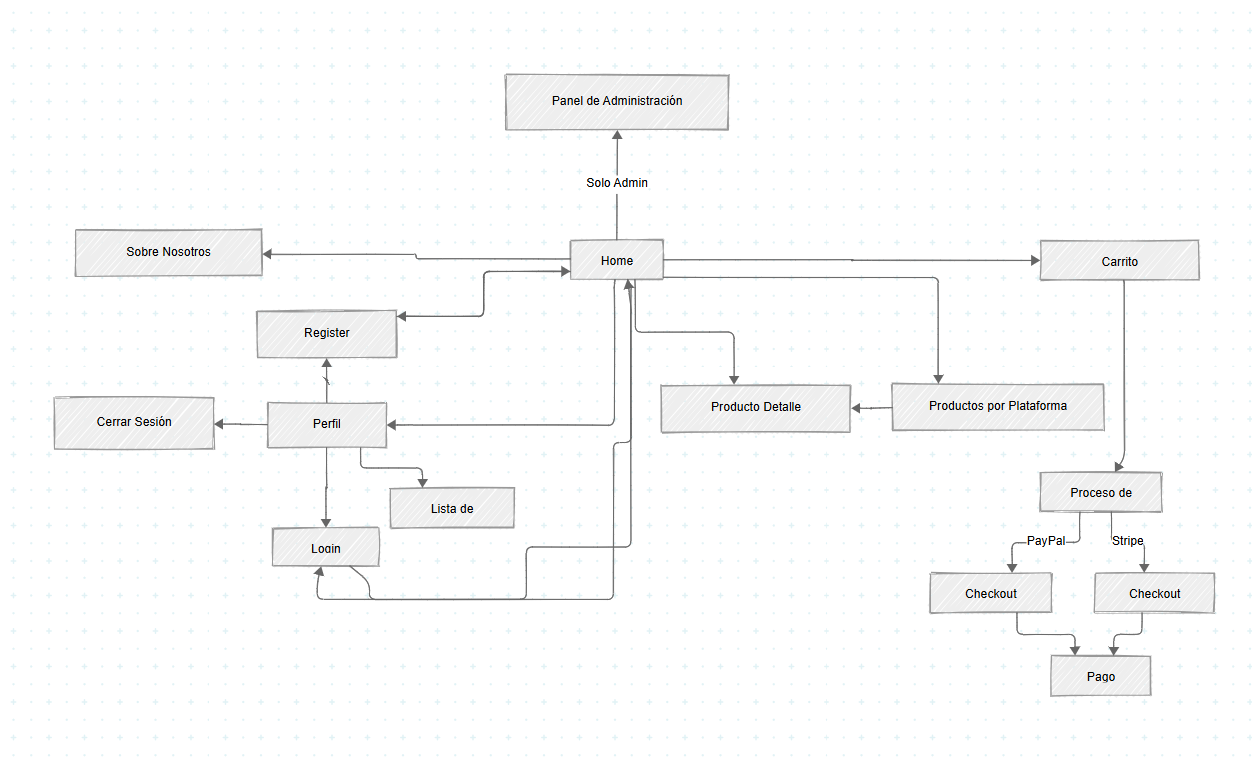 Panel de Administración
Solo Admin
Sobre Nosotros
Home
Carrito
Register
Producto Detalle
Productos por Plataforma
Cerrar Sesión
Perfil
Lista de
Proceso de
Login
PayPal
Stripe
Checkout
Checkout
Pago